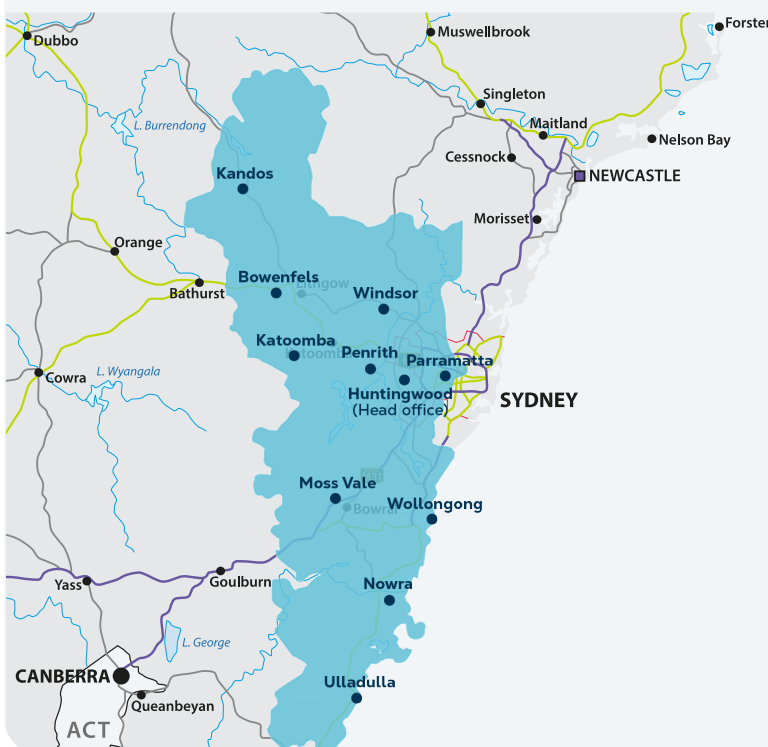 Forster
Muswellbrook
Dubbo
Singleton
L. Burrendong
Maitland
Nelson Bay
Cessnock
Kandos
NEWCASTLE
Morisset
Orange
Bowenfels
Lithgow
Bathurst
Windsor
Katoomba
Katoomba
Penrith
Parramatta
L. Wyangala
Cowra
Huntingwood
(Head office)
SYDNEY
Moss Vale
Wollongong
Bowral
Yass
Goulburn
Nowra
L. George
CANBERRA
Ulladulla
Queanbeyan
ACT